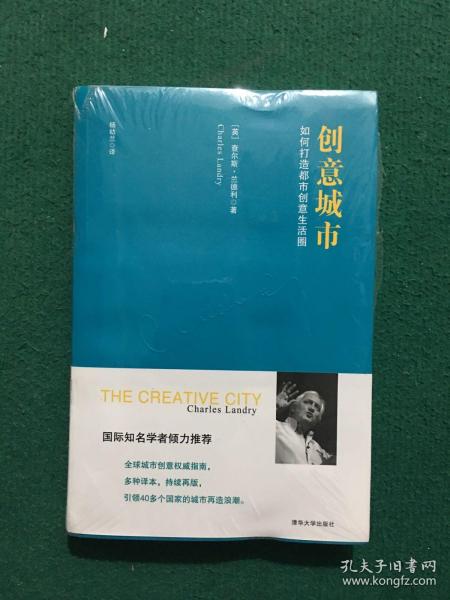 创意城市
如何打造都市创意生活圈
［英］查尔斯·兰德利 著
Charles Landry
杨幼兰 译
THE CREATIVE CITY
Charles Landry
国际知名学者倾力推荐
全球城市创意权威指南，
多种译本，持续再版，
引领40多个国家的城市再造浪潮。
清华大学出版社
孔夫子旧书网
www.kongfz.com